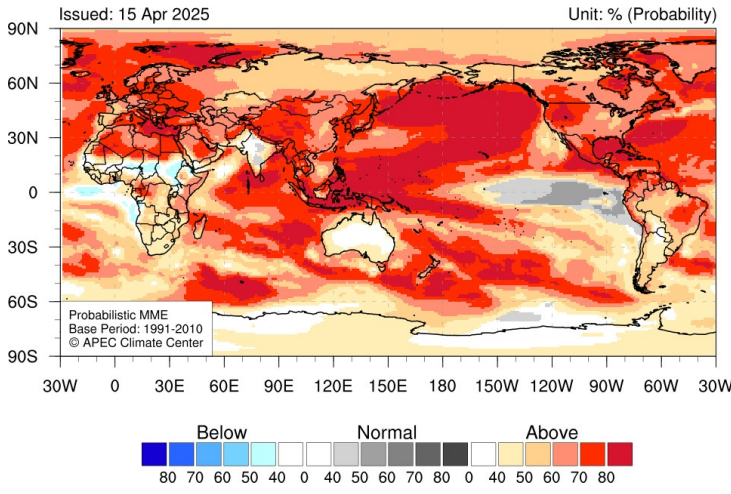 Issued: 15 Apr 2025 Unit: % (Probability)
90N
60N
30N
0
30S
60S
90S
Probabilistic MME
Base Period: 1991-2010
© APEC Climate Center
30W 0 30E 60E 90E 120E 150E 180 150W 120W 90W 60W 30W
Below Normal Above
80 70 60 50 40 0 40 50 60 70 80 0 40 50 60 70 80